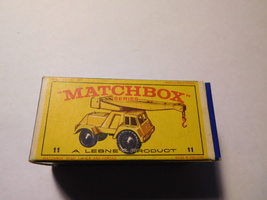 "MATCHBOX"
SERIES
11 A LESNEY PRODUCT 11